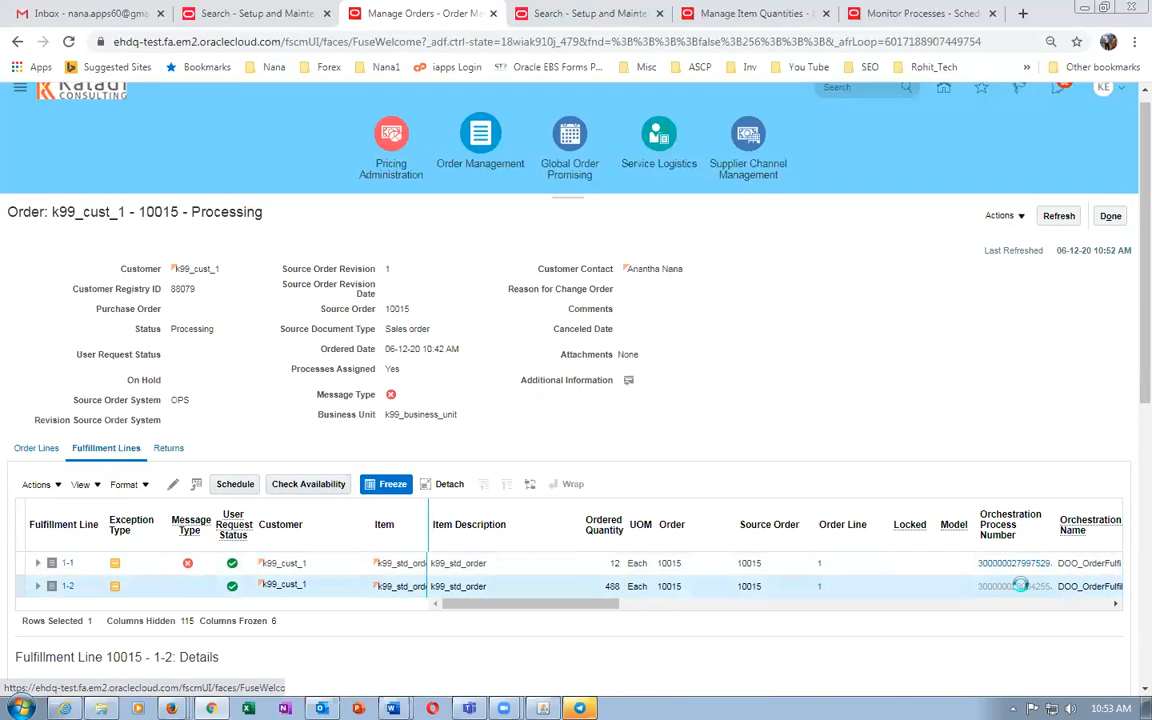 Inbox - nana.apps60@gma
Search - Setup and Mainte
Manage Orders - Order Ma
Search - Setup and Mainte
Manage Item Quantities -
Monitor Processes - Sched
ehdq-test.fa.em2.oraclecloud.com/fscmUI/faces/FuseWelcome?_adf.ctrl-state=18wiak910j_479&fnd=%3B%3B%3B%3Bfalse%3B256%3B%3B%3B&_afrLoop=6017188907449754
Apps Suggested Sites Bookmarks Nana Forex Nana1 iapps Login Oracle EBS Forms P... Misc ASCP Inv You Tube SEO Rohit_Tech » Other bookmarks
CONSULTING
Search
KE
Pricing Administration
Order Management
Global Order Promising
Service Logistics
Supplier Channel Management
Order: k99_cust_1 - 10015 - Processing
Actions Refresh Done
Last Refreshed 06-12-20 10:52 AM
Customer k99_cust_1
Customer Registry ID 88079
Purchase Order
Status Processing
User Request Status
On Hold
Source Order System OPS
Revision Source Order System
Source Order Revision 1
Source Order Revision Date
Source Order 10015
Source Document Type Sales order
Ordered Date 06-12-20 10:42 AM
Processes Assigned Yes
Message Type
Business Unit k99_business_unit
Customer Contact Anantha Nana
Reason for Change Order
Comments
Canceled Date
Attachments None
Additional Information
Order Lines Fulfillment Lines Returns
Actions View Format Schedule Check Availability Freeze Detach Wrap
Fulfillment Line Exception Type Message Type User Request Status Customer Item Item Description Ordered Quantity UOM Order Source Order Order Line Locked Model Orchestration Process Number Orchestration Name
1-1 k99_cust_1 k99_std_ord k99_std_order 12 Each 10015 10015 1 300000027997529. DOO_OrderFulfi
1-2 k99_cust_1 k99_std_ord k99_std_order 488 Each 10015 10015 1 DOO_OrderFulfi
Rows Selected 1 Columns Hidden 115 Columns Frozen 6
Fulfillment Line 10015 - 1-2: Details
https://ehdq-test.fa.em2.oraclecloud.com/fscmUI/faces/FuseWelco
10:53 AM